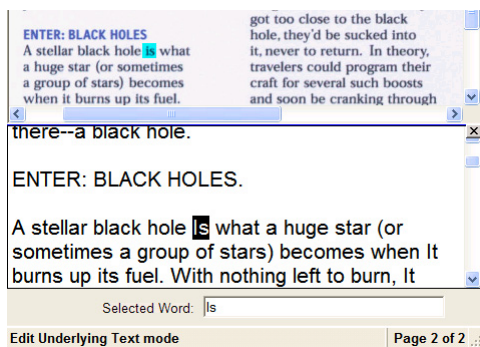 ENTER: BLACK HOLES
A stellar black hole is what
a huge star (or sometimes
a group of stars) becomes
when it burns up its fuel.
got too close to the black
hole, they'd be sucked into
it, never to return. In theory,
travelers could program their
craft for several such boosts
and soon be cranking through
there--a black hole.
ENTER: BLACK HOLES.
A stellar black hole Is what a huge star (or
sometimes a group of stars) becomes when It
burns up its fuel. With nothing left to burn, It
Selected Word: Is
Edit Underlying Text mode
Page 2 of 2